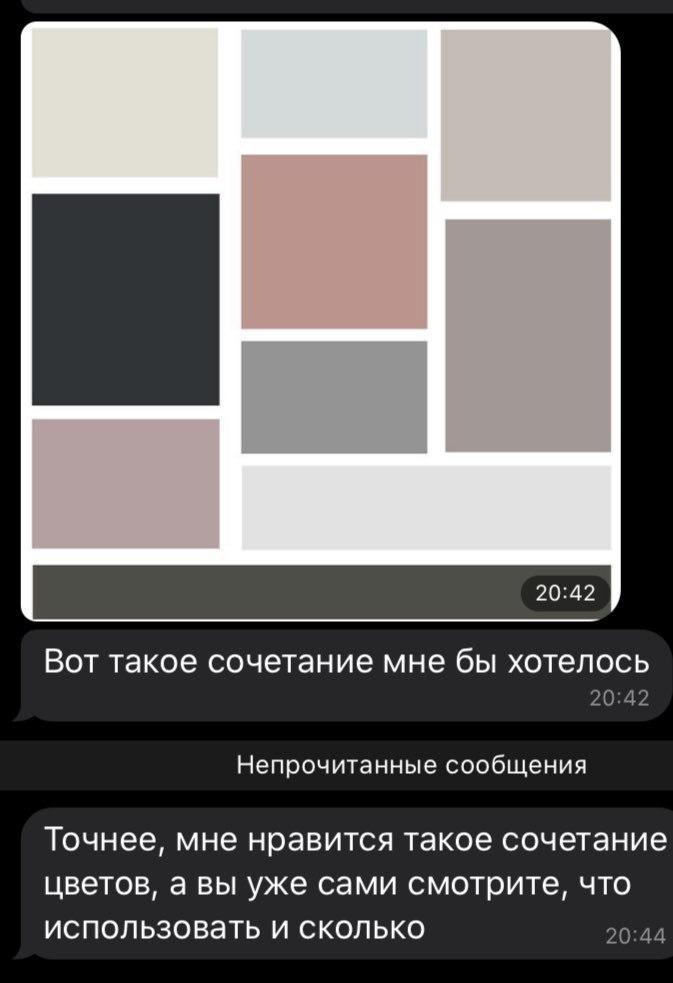 20:42
Вот такое сочетание мне бы хотелось
20:42
Непрочитанные сообщения
Точнее, мне нравится такое сочетание
цветов, а вы уже сами смотрите, что
использовать и сколько
20:44